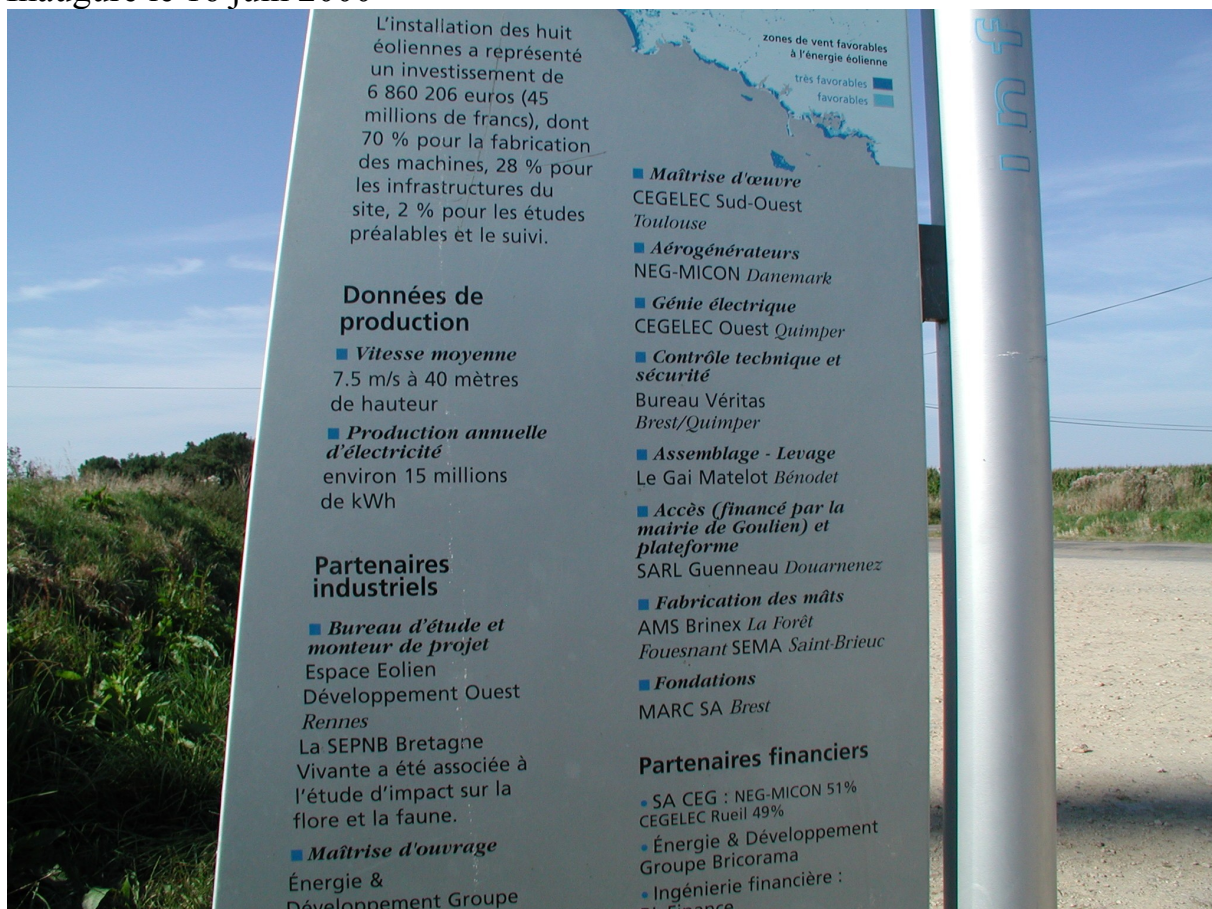 L'installation des huit
éoliennes a représenté
un investissement de
6 860 206 euros (45
millions de francs), dont
70 % pour la fabrication
des machines, 28 % pour
les infrastructures du
site, 2 % pour les études
préalables et le suivi.
Données de
production
Vitesse moyenne
7.5 m/s à 40 mètres
de hauteur
Production annuelle
d'électricité
environ 15 millions
de kWh
Partenaires
industriels
Bureau d'étude et
monteur de projet
Espace Eolien
Développement Ouest
Rennes
La SEPNB Bretagne
Vivante a été associée à
l'étude d'impact sur la
flore et la faune.
Maîtrise d'ouvrage
Énergie &
Développement Groupe
zones de vent favorables
à l'énergie éolienne
très favorables
favorables
Maîtrise d'œuvre
CEGELEC Sud-Ouest
Toulouse
Aérogénérateurs
NEG-MICON Danemark
Génie électrique
CEGELEC Ouest Quimper
Contrôle technique et
sécurité
Bureau Véritas
Brest/Quimper
Assemblage - Levage
Le Gai Matelot Bénodet
Accès (financé par la
mairie de Goulien) et
plateforme
SARL Guenneau Douarnenez
Fabrication des mâts
AMS Brinex La Forêt
Fouesnant SEMA Saint-Brieuc
Fondations
MARC SA Brest
Partenaires financiers
• SA CEG : NEG-MICON 51%
CEGELEC Rueil 49%
• Énergie & Développement
Groupe Bricorama
• Ingénierie financière :
Finance